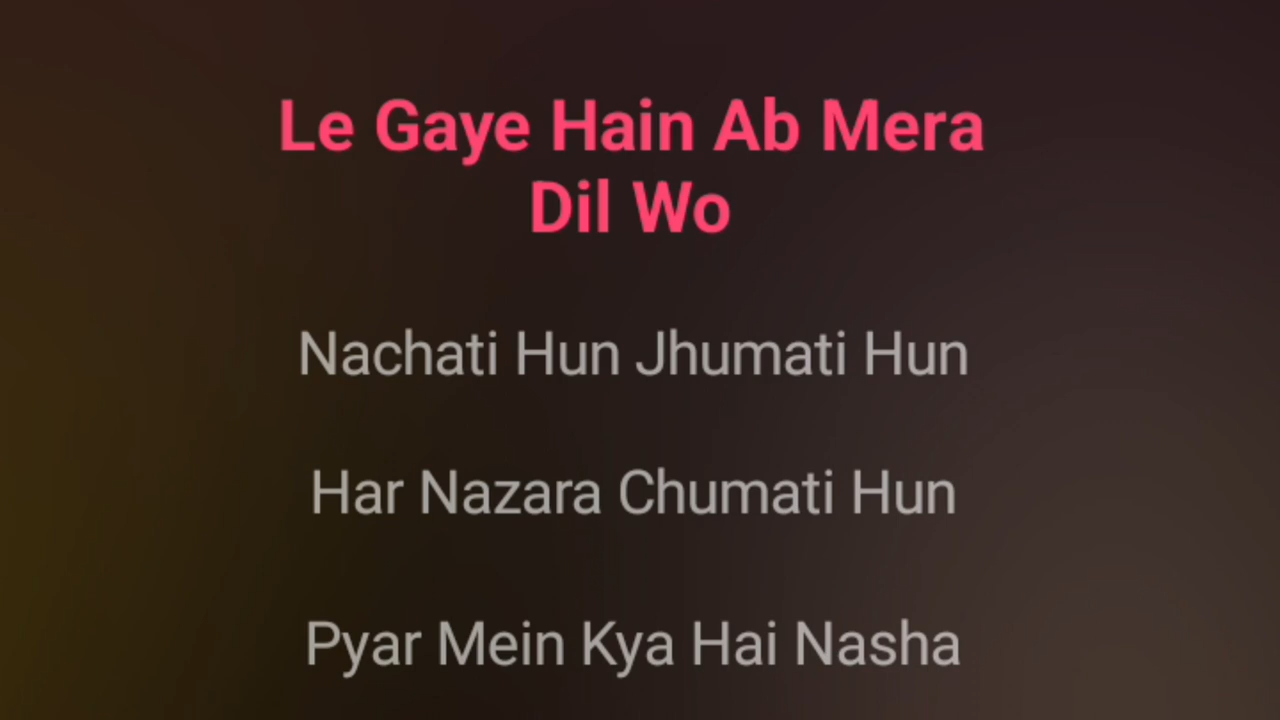 Le Gaye Hain Ab Mera
Dil Wo
Nachati Hun Jhumati Hun
Har Nazara Chumati Hun
Pyar Mein Kya Hai Nasha